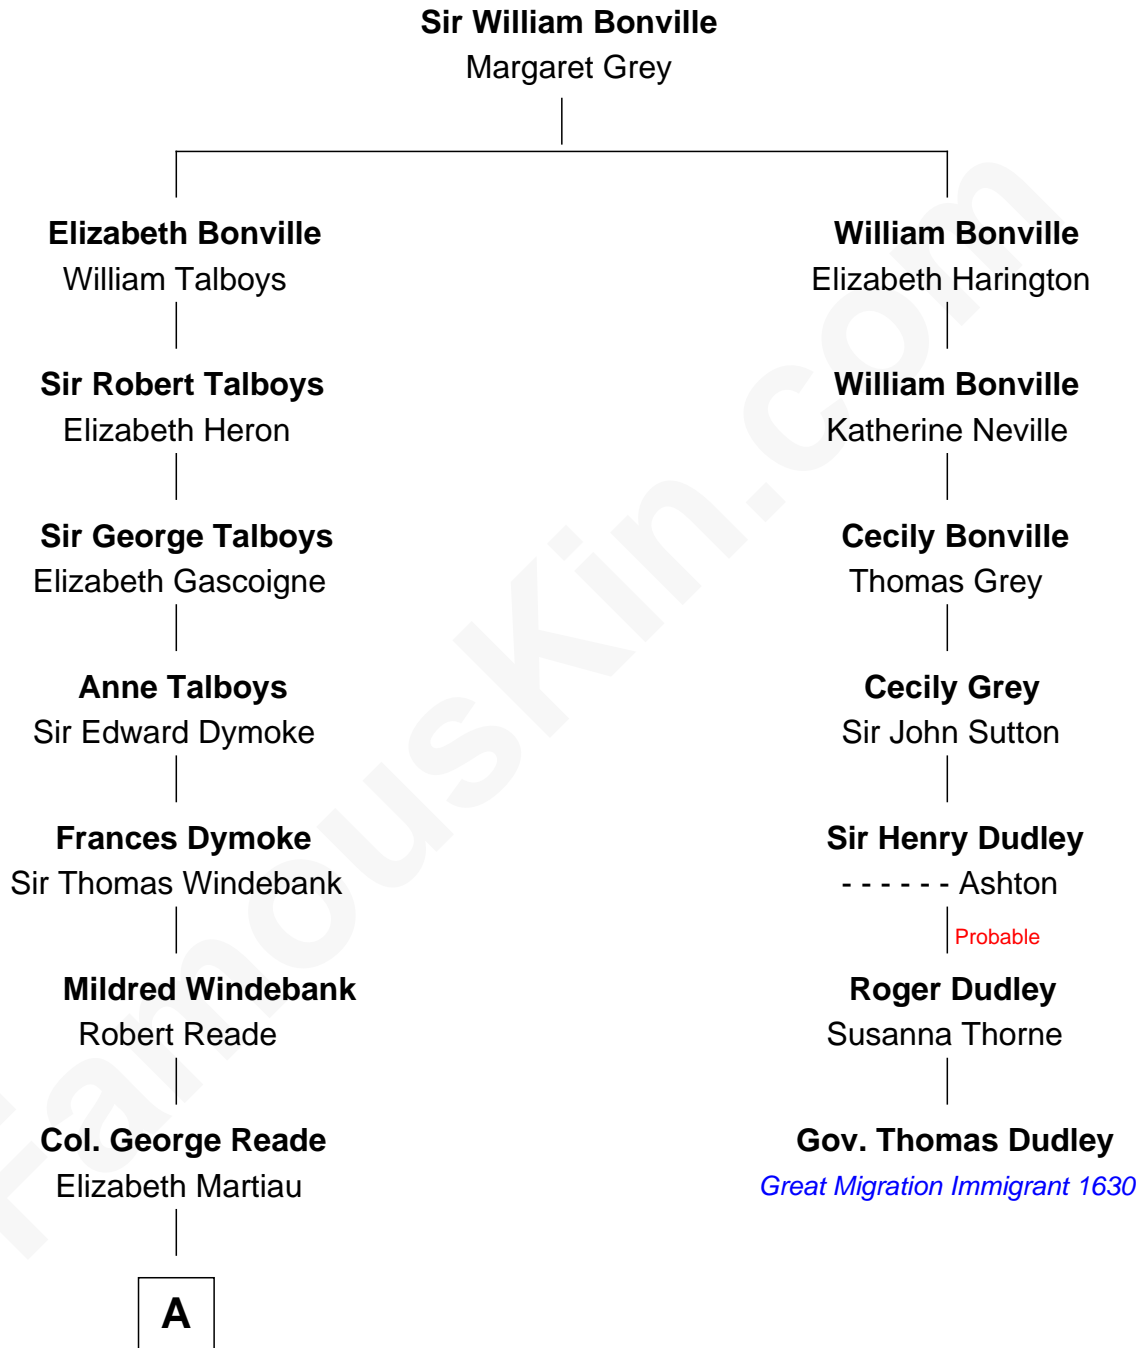 Sir William Bonville
Margaret Grey
Elizabeth Bonville
William Talboys
Sir Robert Talboys
Elizabeth Heron
Sir George Talboys
Elizabeth Gascoigne
Anne Talboys
Sir Edward Dymoke
Frances Dymoke
Sir Thomas Windebank
Mildred Windebank
Robert Reade
Col. George Reade
Elizabeth Martiau
A
William Bonville
Elizabeth Harington
William Bonville
Katherine Neville
Cecily Bonville
Thomas Grey
Cecily Grey
Sir John Sutton
Sir Henry Dudley
- - - - - - Ashton
Probable
Roger Dudley
Susanna Thorne
Gov. Thomas Dudley
Great Migration Immigrant 1630
FamousKin.com